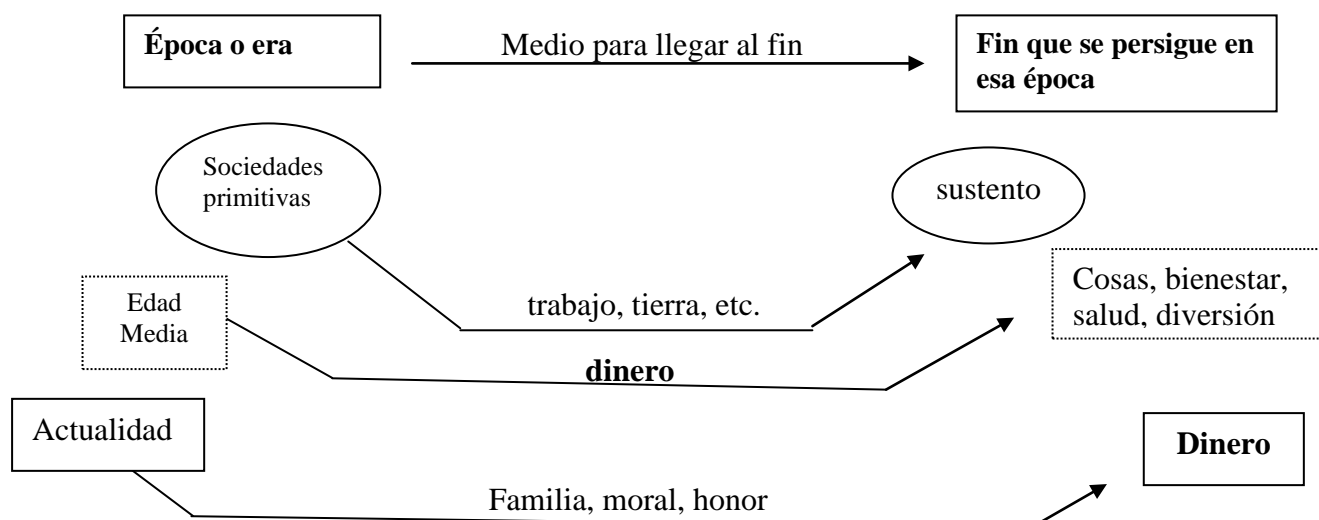 Época o era
Medio para llegar al fin
Fin que se persigue en
esa época
Sociedades
primitivas
sustento
trabajo, tierra, etc.
Edad
Media
dinero
Cosas, bienestar,
salud, diversión
Actualidad
Familia, moral, honor
Dinero